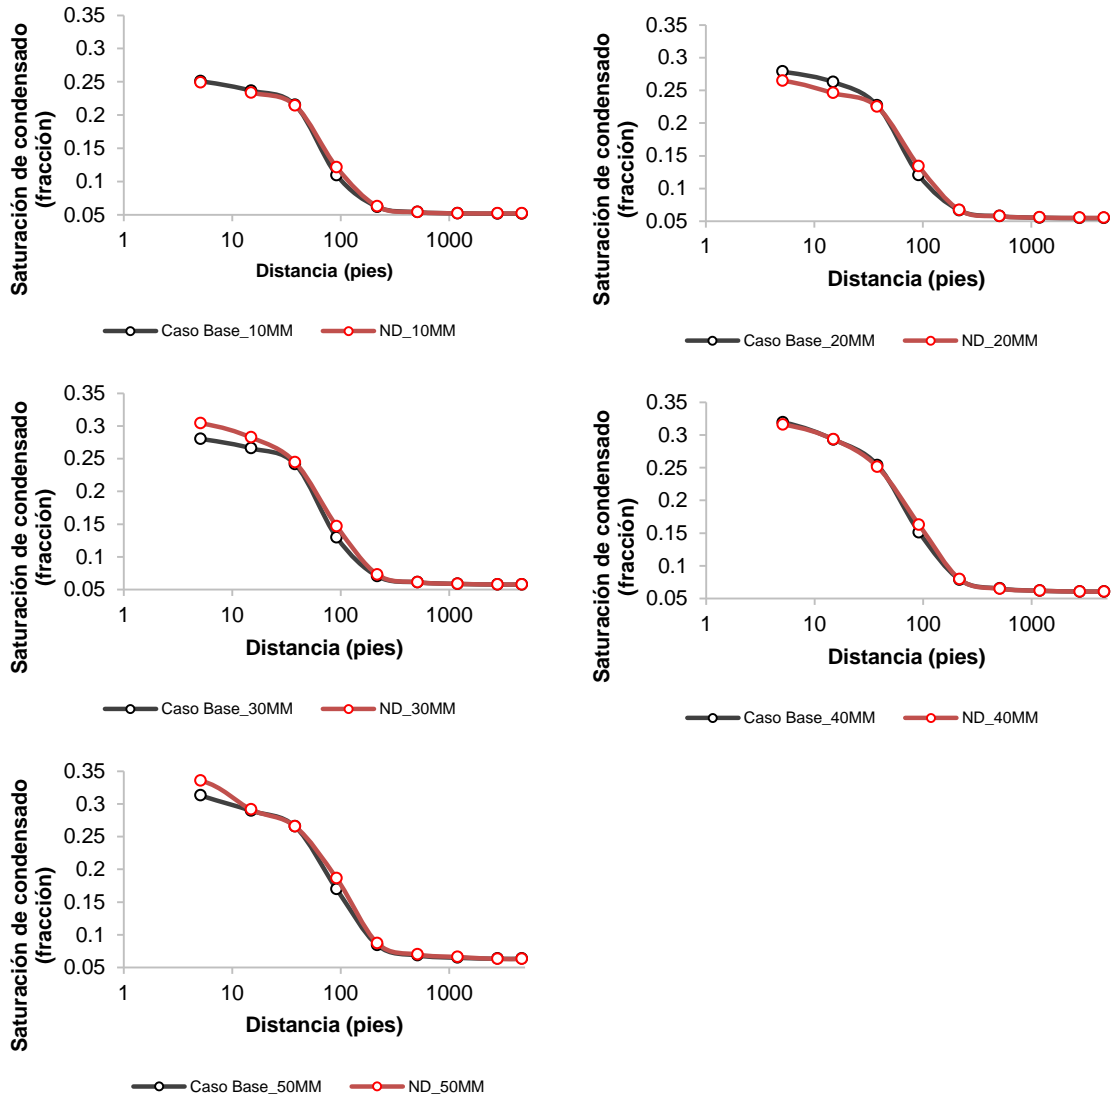 Saturación de condensado
(fracción)
0.35
0.3
0.25
0.2
0.15
0.1
0.05
1 10 100 1000
Distancia (pies)
Caso Base_10MM ND_10MM
Saturación de condensado
(fracción)
0.35
0.3
0.25
0.2
0.15
0.1
0.05
1 10 100 1000
Distancia (pies)
Caso Base_20MM ND_20MM
Saturación de condensado
(fracción)
0.35
0.3
0.25
0.2
0.15
0.1
0.05
1 10 100 1000
Distancia (pies)
Caso Base_30MM ND_30MM
Saturación de condensado
(fracción)
0.35
0.3
0.25
0.2
0.15
0.1
0.05
1 10 100 1000
Distancia (pies)
Caso Base_40MM ND_40MM
Saturación de condensado
(fracción)
0.35
0.3
0.25
0.2
0.15
0.1
0.05
1 10 100 1000
Distancia (pies)
Caso Base_50MM ND_50MM